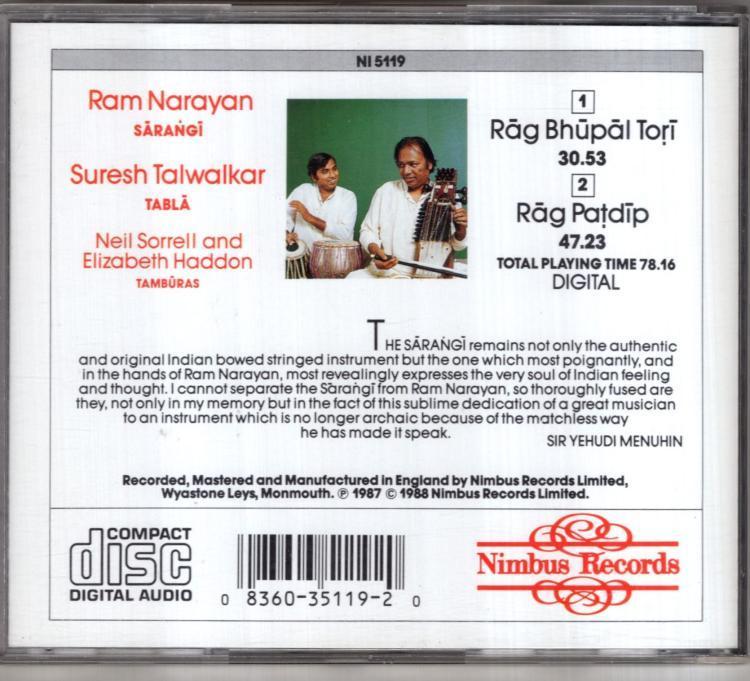 NI 5119
Ram Narayan
SĀRAṄGĪ
Suresh Talwalkar
TABLĀ
Neil Sorrell and
Elizabeth Haddon
TAMBŪRAS
1
Rāg Bhūpāl Toṛī
30.53
2
Rāg Paṭdīp
47.23
TOTAL PLAYING TIME 78.16
DIGITAL
THE SĀRAṄGĪ remains not only the authentic
and original Indian bowed stringed instrument but the one which most poignantly, and
in the hands of Ram Narayan, most revealingly expresses the very soul of Indian feeling
and thought. I cannot separate the Sāraṅgī from Ram Narayan, so thoroughly fused are
they, not only in my memory but in the fact of this sublime dedication of a great musician
to an instrument which is no longer archaic because of the matchless way
he has made it speak.
SIR YEHUDI MENUHIN
Recorded, Mastered and Manufactured in England by Nimbus Records Limited,
Wyastone Leys, Monmouth. ℗ 1987 © 1988 Nimbus Records Limited.
COMPACT
disc
DIGITAL AUDIO
0 8360-35119-2 0
Nimbus Records